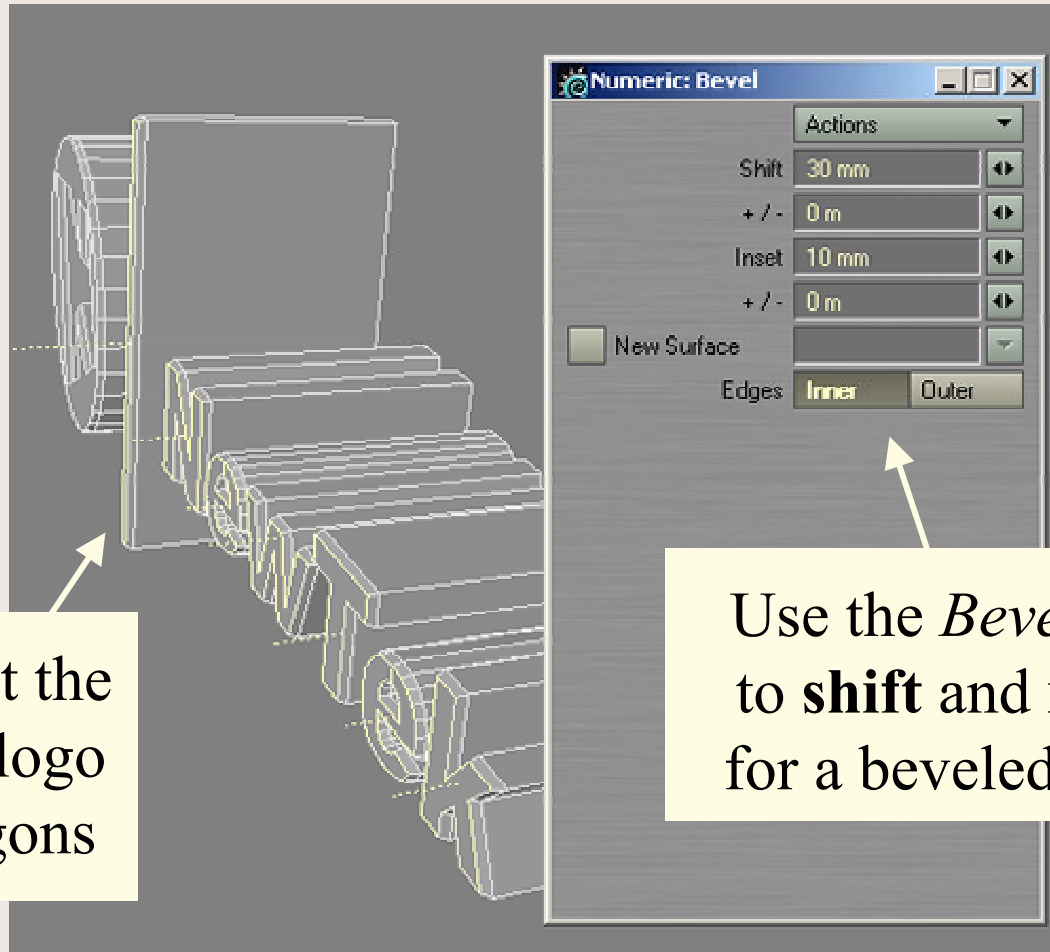 Numeric: Bevel
Actions
Shift 30 mm
+ / - 0 m
Inset 10 mm
+ / - 0 m
New Surface
Edges Inner Outer
t the
logo
gons
Use the Beve
to shift and
for a beveled